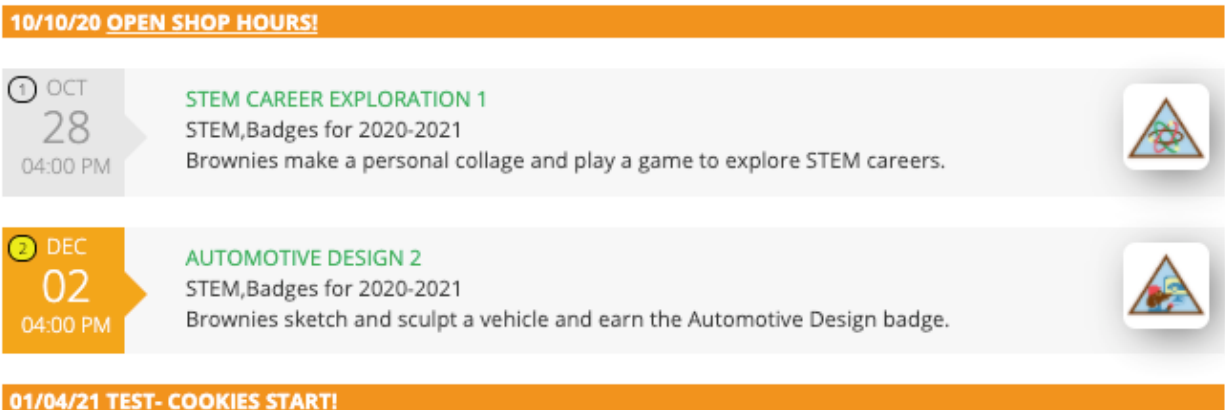 10/10/20 OPEN SHOP HOURS!
1 OCT
28
04:00 PM
STEM CAREER EXPLORATION 1
STEM,Badges for 2020-2021
Brownies make a personal collage and play a game to explore STEM careers.
2 DEC
02
04:00 PM
AUTOMOTIVE DESIGN 2
STEM,Badges for 2020-2021
Brownies sketch and sculpt a vehicle and earn the Automotive Design badge.
01/04/21 TEST- COOKIES START!